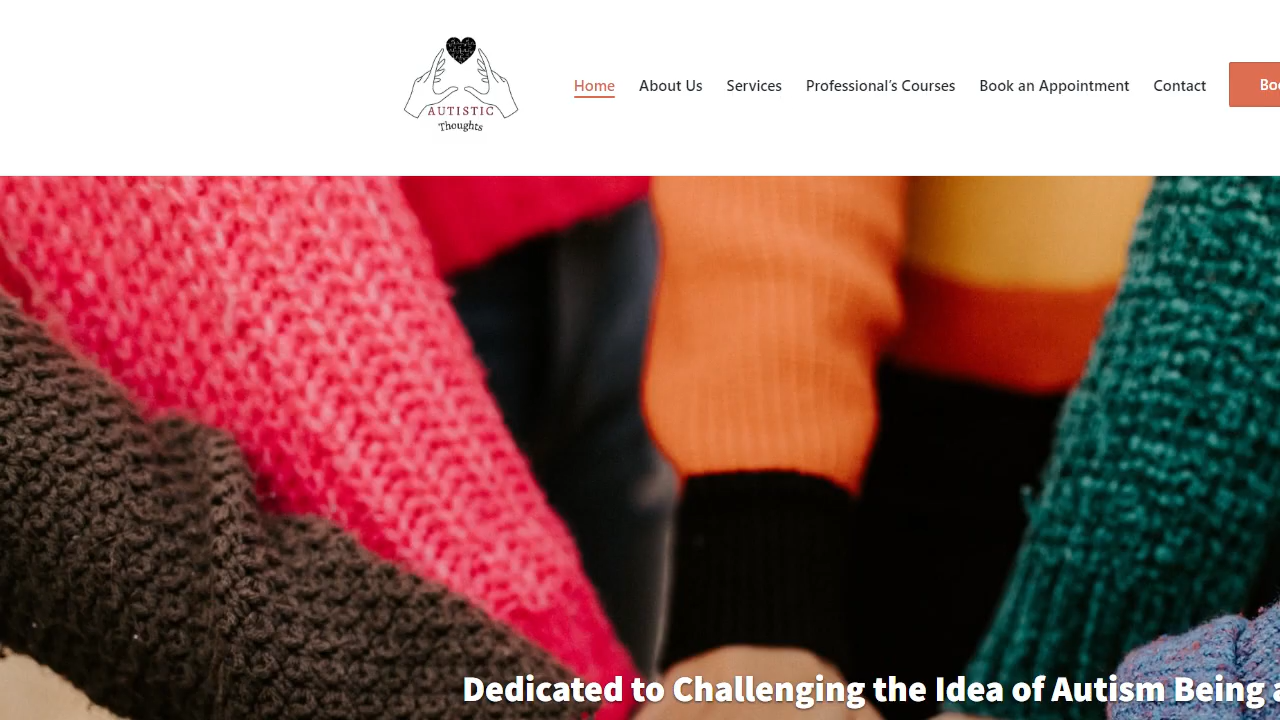 AUTISTIC
Thoughts
Home About Us Services Professional's Courses Book an Appointment Contact
Dedicated to Challenging the Idea of Autism Being